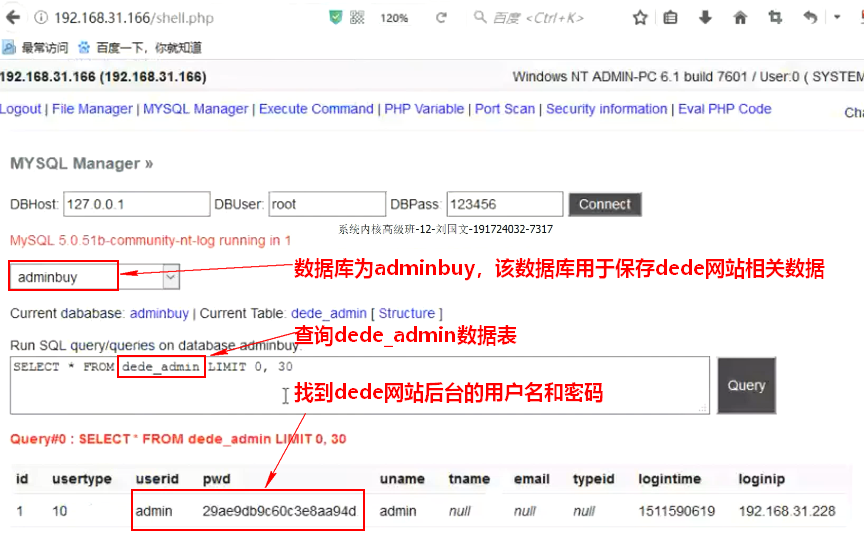 192.168.31.166/shell.php 120% 百度 <Ctrl+K>
最常访问 百度一下，你就知道
192.168.31.166 (192.168.31.166) Windows NT ADMIN-PC 6.1 build 7601 / User:0 ( SYSTEM
Logout | File Manager | MYSQL Manager | Execute Command | PHP Variable | Port Scan | Security information | Eval PHP Code
Cha
MYSQL Manager »
DBHost: 127.0.0.1 DBUser: root DBPass: 123456 Connect
系统内核高级班-12-刘国文-191724032-7317
MySQL 5.0.51b-community-nt-log running in 1
adminbuy 数据库为adminbuy，该数据库用于保存dede网站相关数据
Current dababase: adminbuy | Current Table: dede_admin [ Structure ]
查询dede_admin数据表
Run SQL query/queries on database adminbuy:
SELECT * FROM dede_admin LIMIT 0, 30
Query
找到dede网站后台的用户名和密码
Query#0 : SELECT * FROM dede_admin LIMIT 0, 30
id usertype userid pwd uname tname email typeid logintime loginip
1 10 admin 29ae9db9c60c3e8aa94d admin null null null 1511590619 192.168.31.228